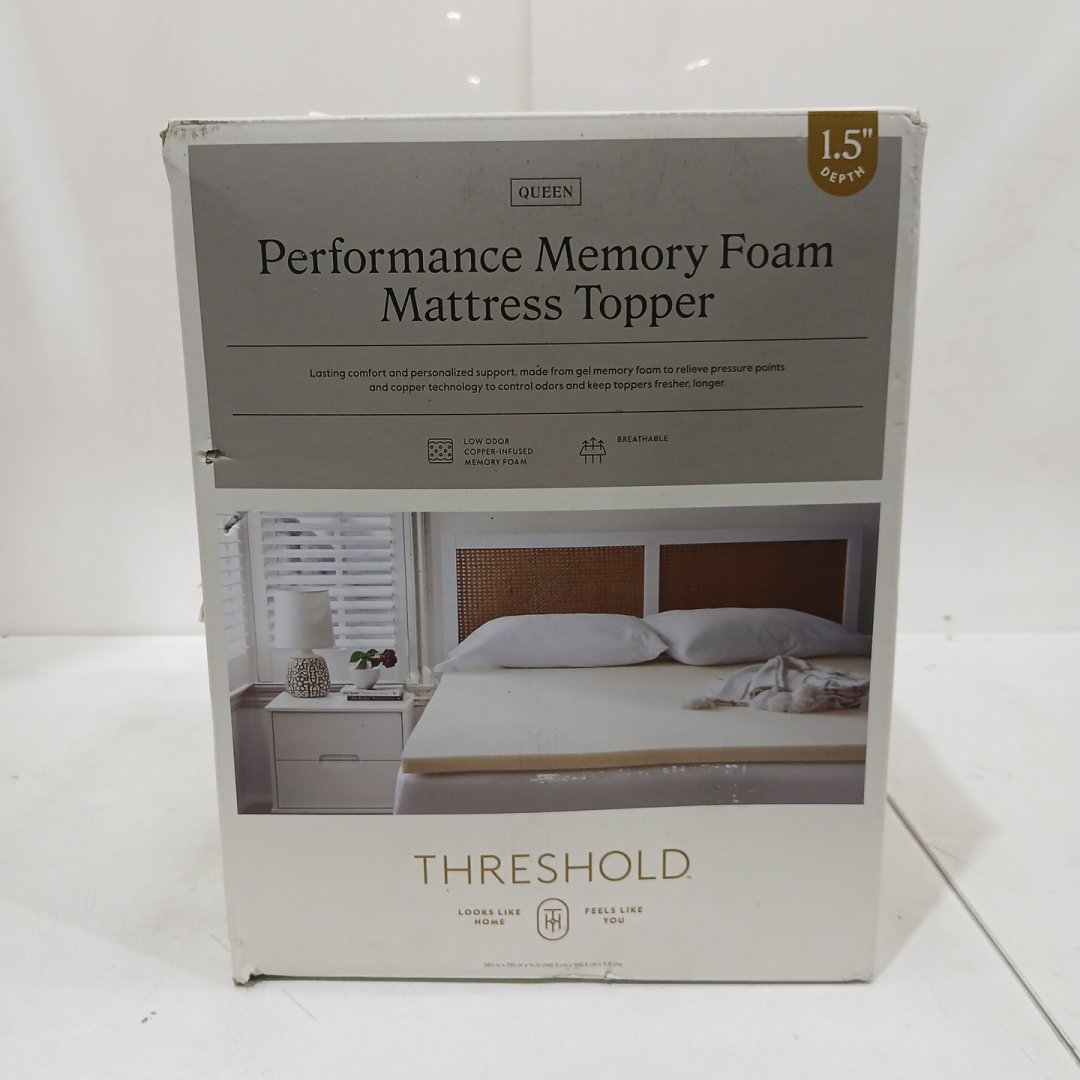 1.5"
DEPTH
QUEEN
Performance Memory Foam
Mattress Topper
Lasting comfort and personalized support, made from gel memory foam to relieve pressure points
and copper technology to control odors and keep toppers fresher, longer.
LOW ODOR
COPPER-INFUSED
MEMORY FOAM
BREATHABLE
THRESHOLD™
LOOKS LIKE
HOME
FEELS LIKE
YOU